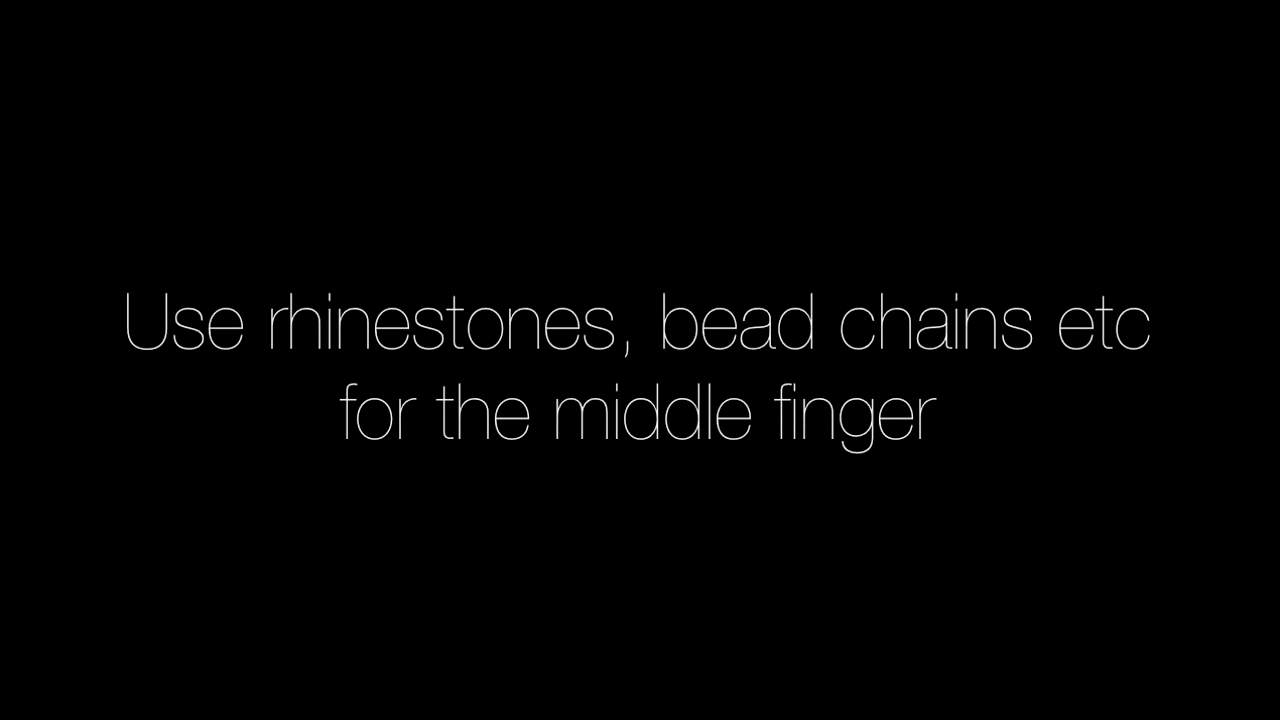 Use rhinestones, bead chains etc
for the middle finger